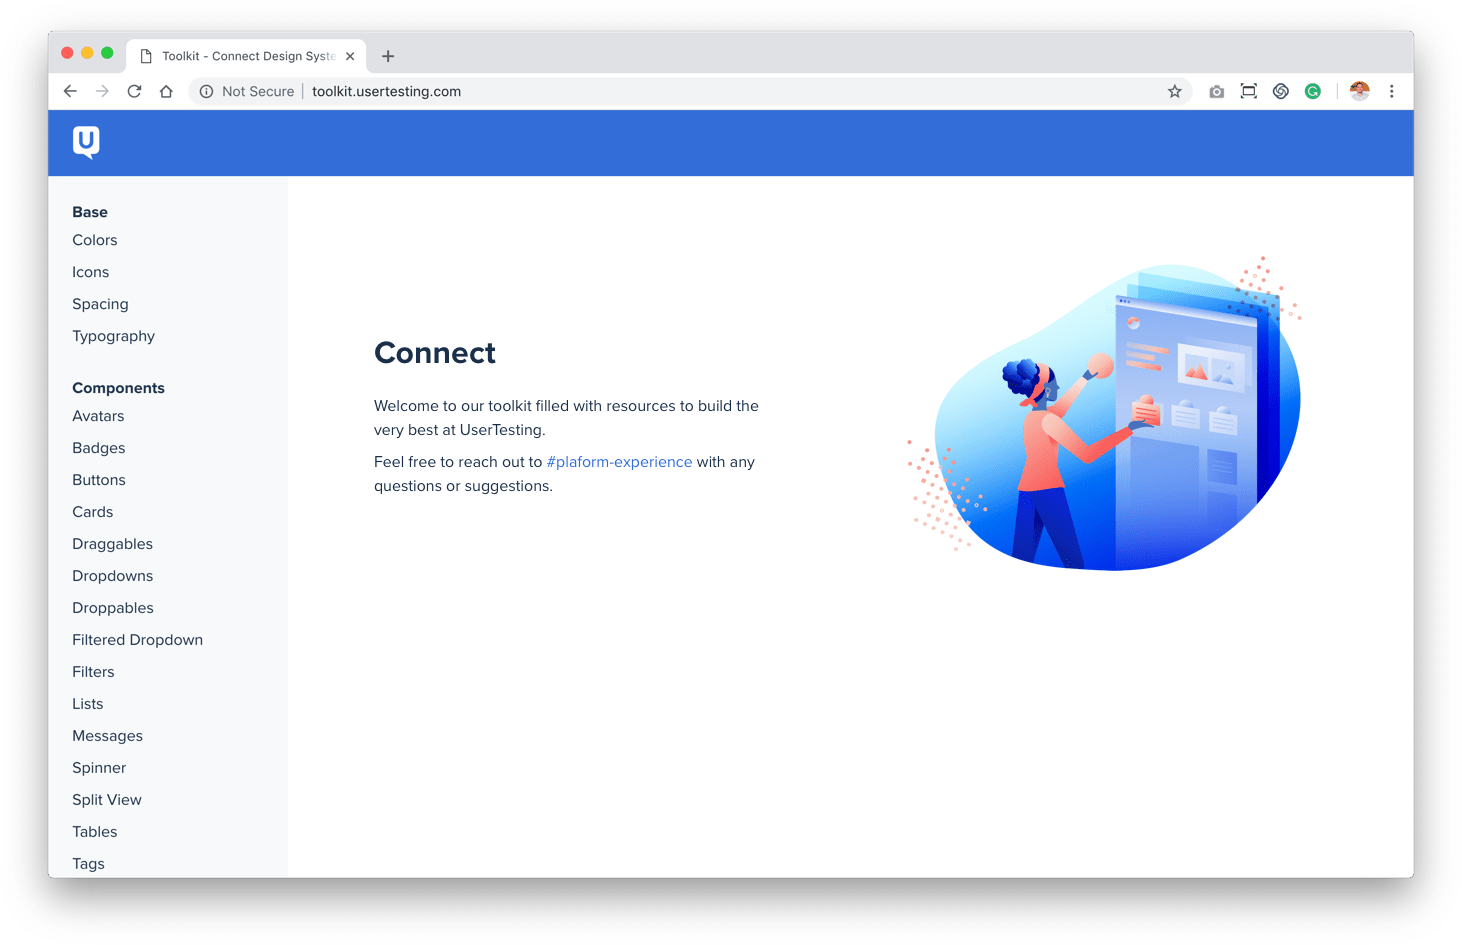 Toolkit - Connect Design Syste
Not Secure
toolkit.usertesting.com
U
Base
Colors
Icons
Spacing
Typography
Components
Avatars
Badges
Buttons
Cards
Draggables
Dropdowns
Droppables
Filtered Dropdown
Filters
Lists
Messages
Spinner
Split View
Tables
Tags
Connect
Welcome to our toolkit filled with resources to build the
very best at UserTesting.
Feel free to reach out to #plaform-experience with any
questions or suggestions.